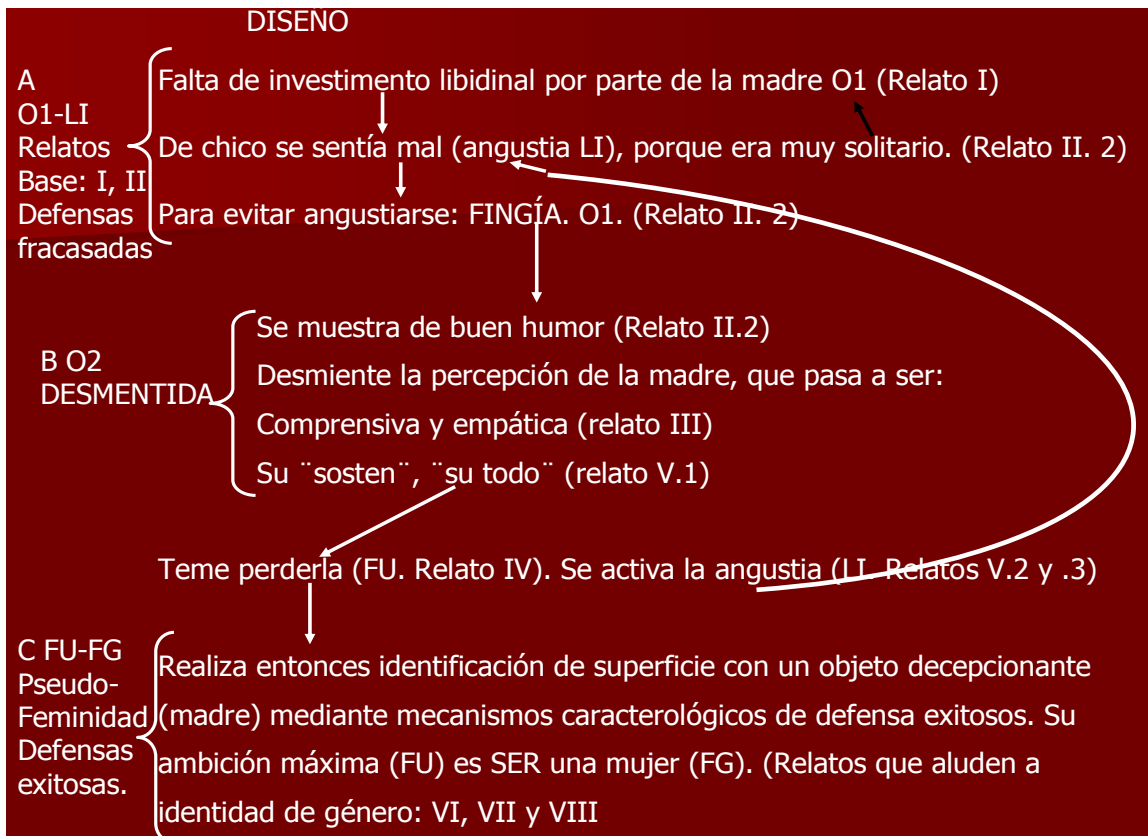 DISEÑO
A
O1-LI
Relatos
Base: I, II
Defensas
fracasadas
Falta de investimento libidinal por parte de la madre O1 (Relato I)
De chico se sentía mal (angustia LI), porque era muy solitario. (Relato II. 2)
Para evitar angustiarse: FINGÍA. O1. (Relato II. 2)
B O2
DESMENTIDA
Se muestra de buen humor (Relato II.2)
Desmiente la percepción de la madre, que pasa a ser:
Comprensiva y empática (relato III)
Su ¨sosten¨, ¨su todo¨ (relato V.1)
Teme perderla (FU. Relato IV). Se activa la angustia (LI. Relatos V.2 y .3)
C FU-FG
Pseudo-
Feminidad
Defensas
exitosas.
Realiza entonces identificación de superficie con un objeto decepcionante
(madre) mediante mecanismos caracterológicos de defensa exitosos. Su
ambición máxima (FU) es SER una mujer (FG). (Relatos que aluden a
identidad de género: VI, VII y VIII